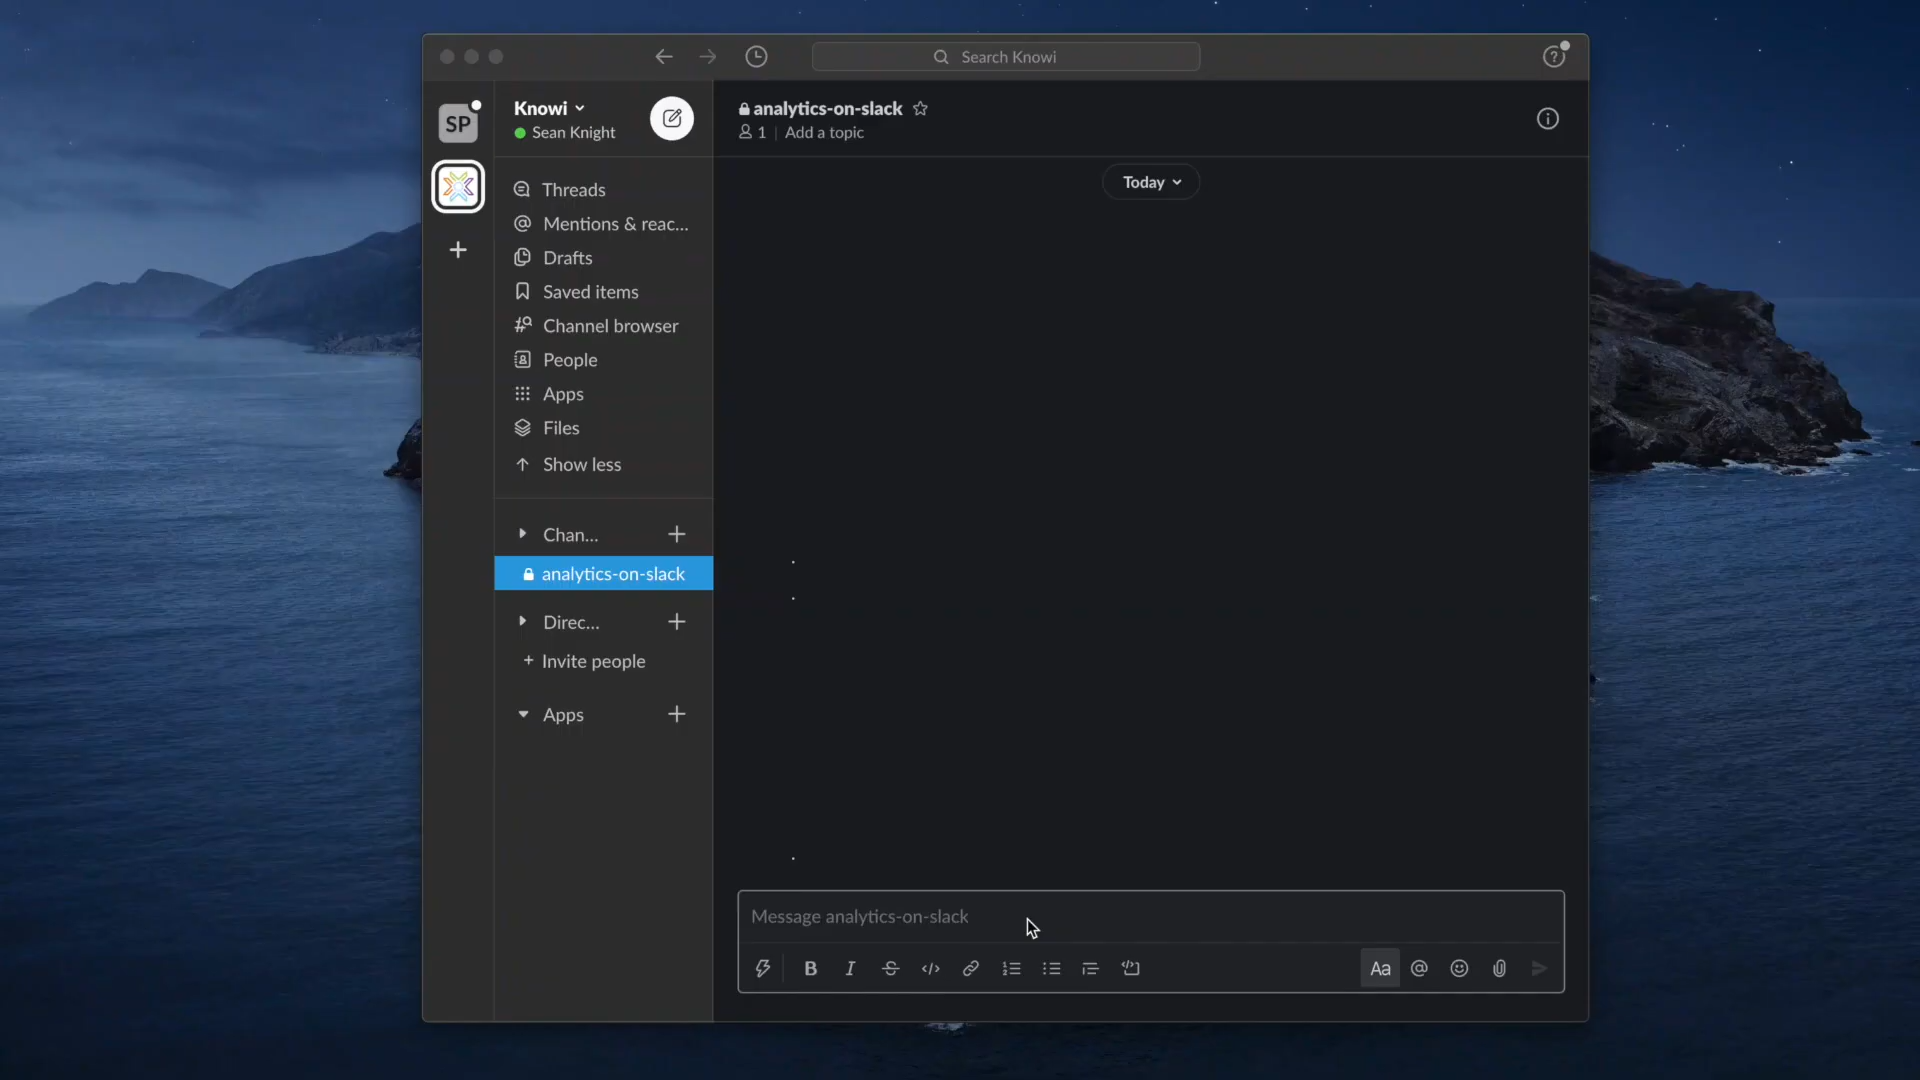 Search Knowi
SP
Knowi
Sean Knight
analytics-on-slack
1 | Add a topic
Today
Threads
Mentions & reac...
Drafts
Saved items
Channel browser
People
Apps
Files
Show less
Chan...
analytics-on-slack
Direc...
+ Invite people
Apps
Message analytics-on-slack
B
I
Aa